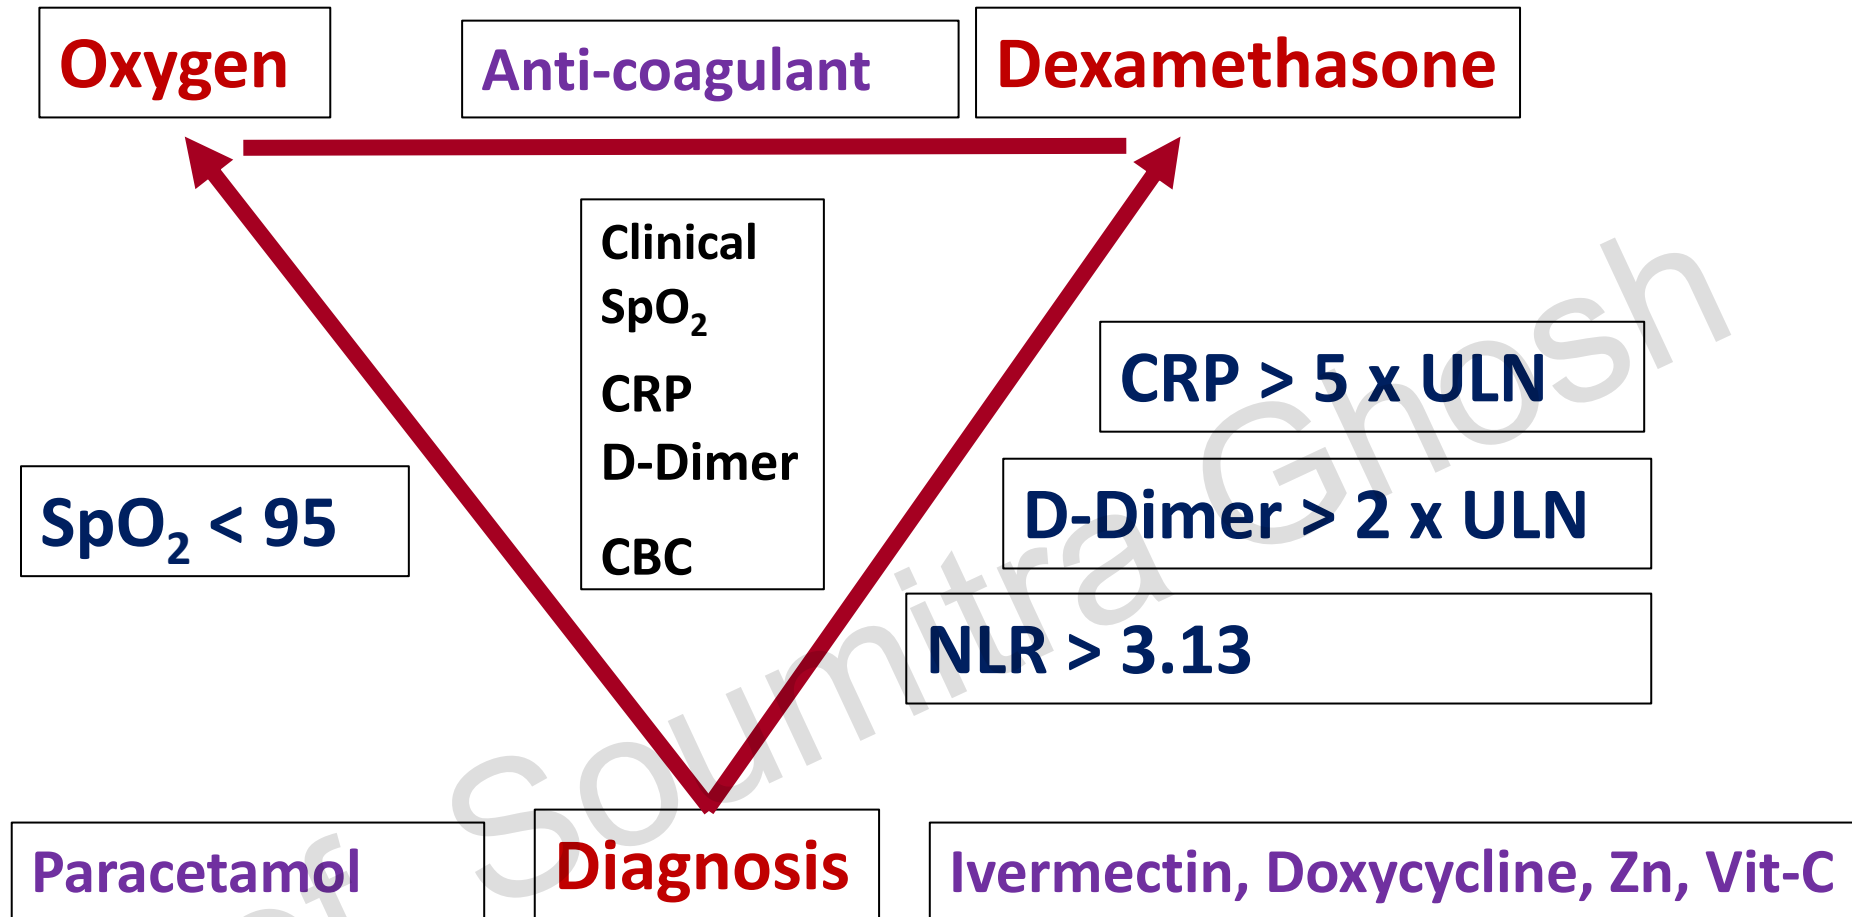 Oxygen
Anti-coagulant
Dexamethasone
Clinical
SpO₂
CRP
D-Dimer
CBC
SpO₂ < 95
CRP > 5 x ULN
D-Dimer > 2 x ULN
NLR > 3.13
Paracetamol
Diagnosis
Ivermectin, Doxycycline, Zn, Vit-C
of Soumitra Ghosh